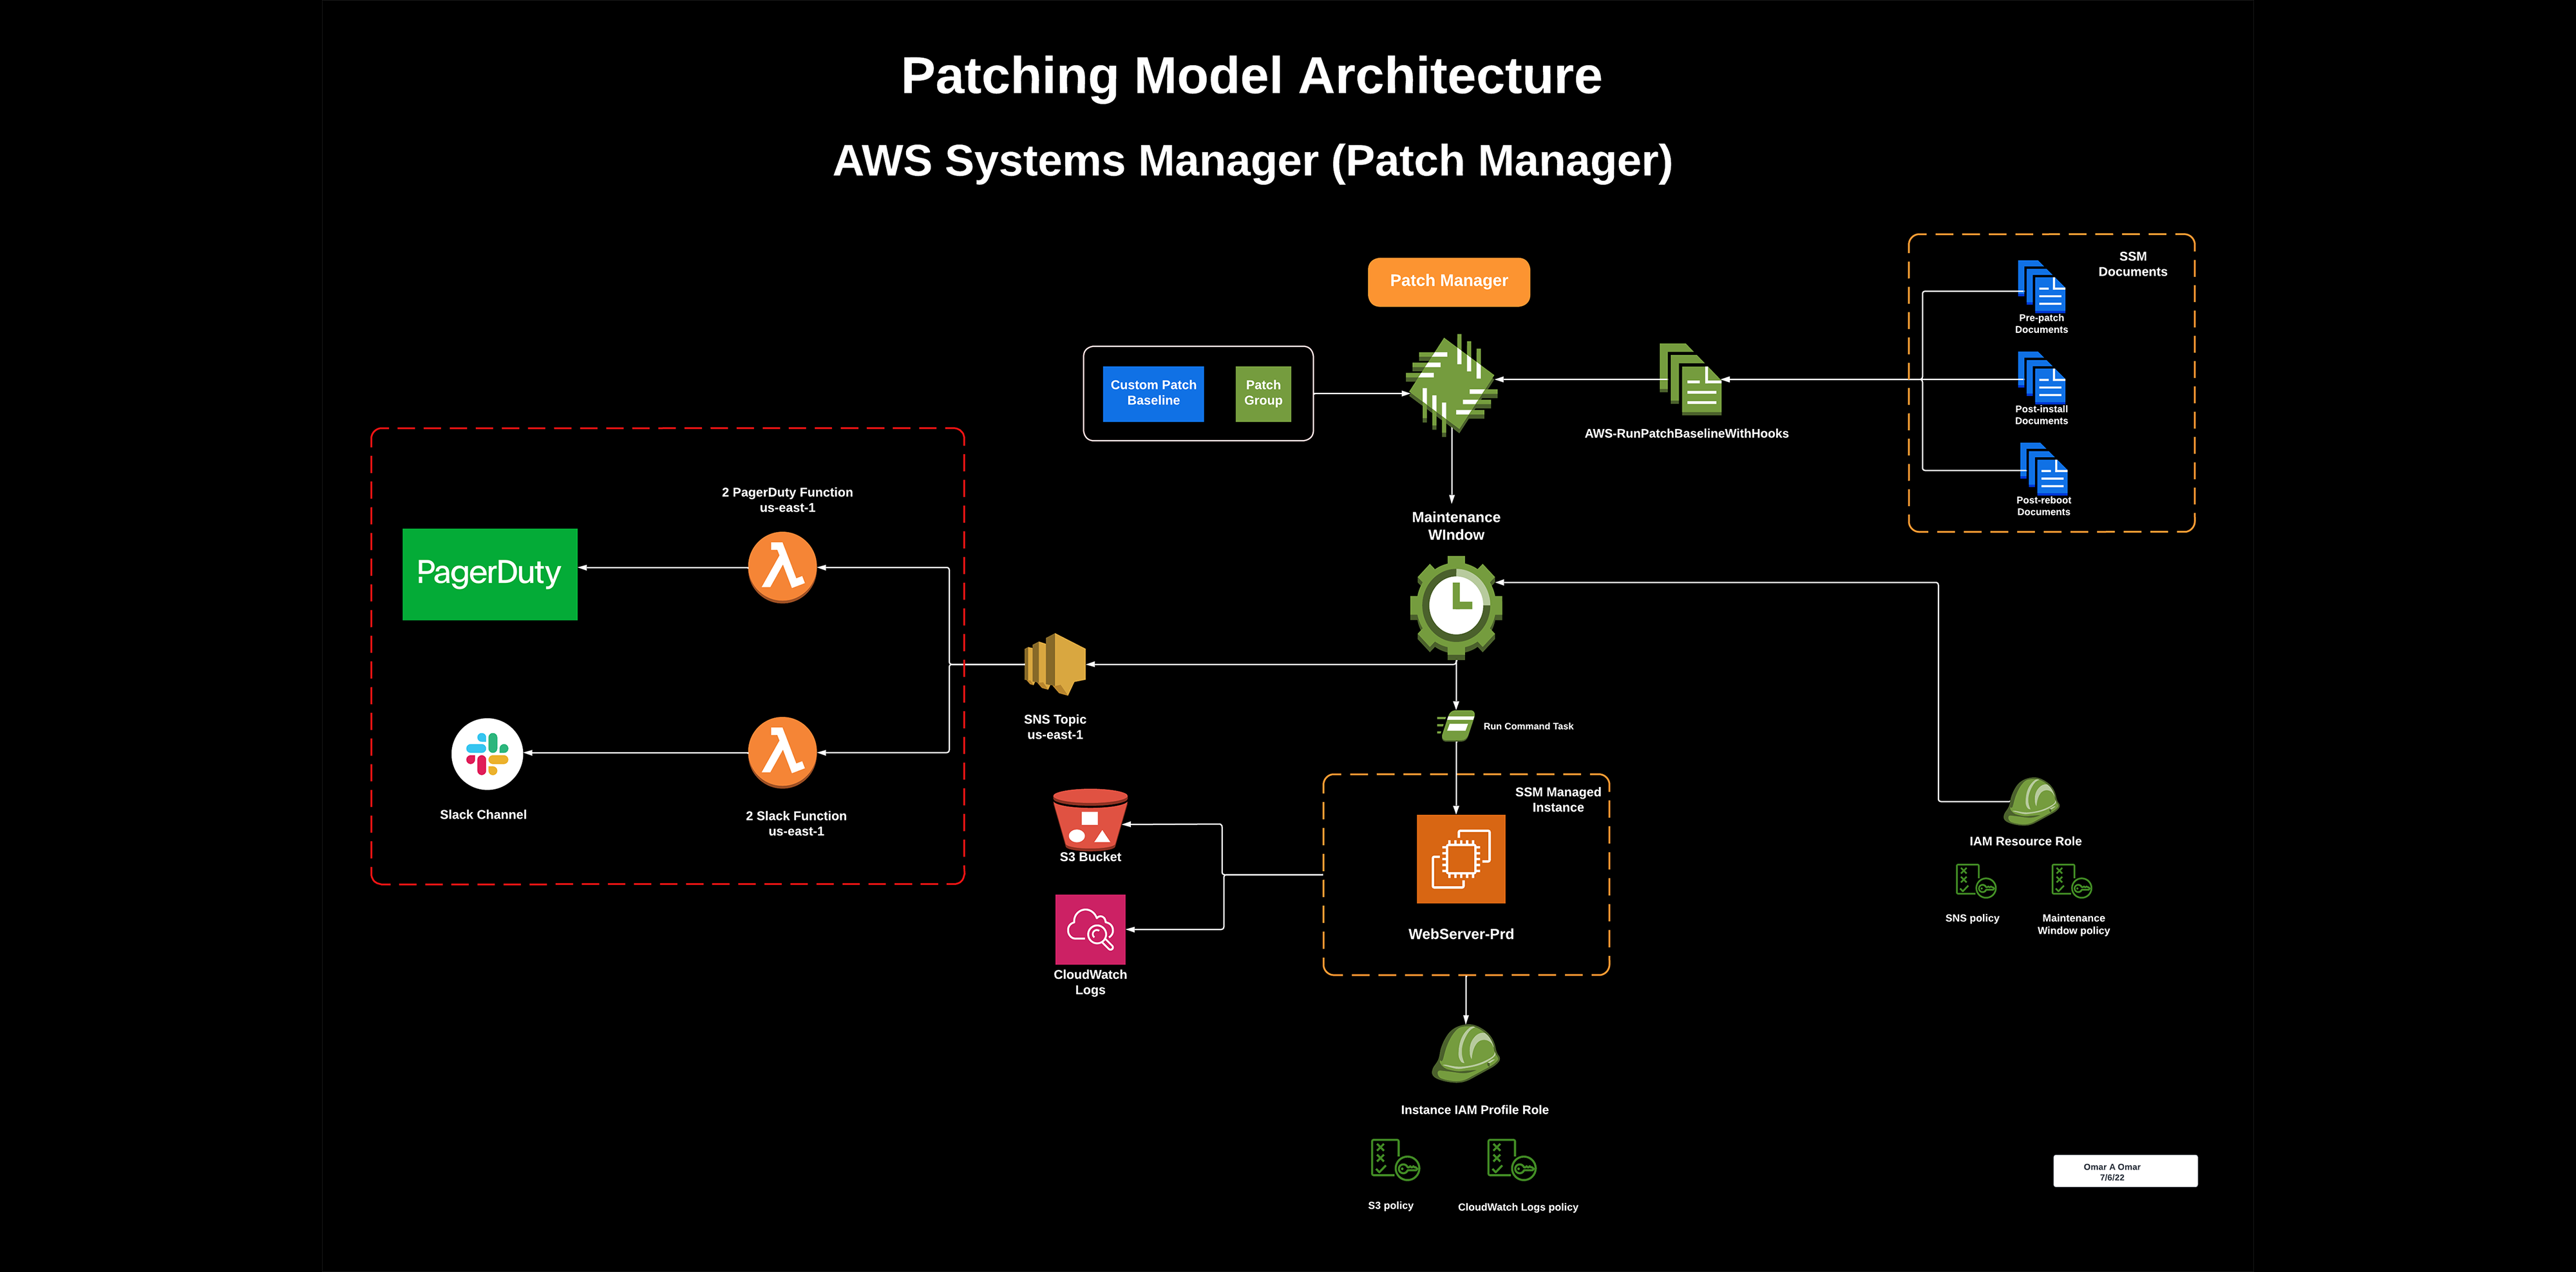 Patching Model Architecture
AWS Systems Manager (Patch Manager)
Patch Manager
SSM
Documents
Pre-patch
Documents
Post-install
Documents
Post-reboot
Documents
Custom Patch
Baseline
Patch
Group
AWS-RunPatchBaselineWithHooks
Maintenance
WIndow
2 PagerDuty Function
us-east-1
PagerDuty
SNS Topic
us-east-1
Run Command Task
Slack Channel
2 Slack Function
us-east-1
SSM Managed
Instance
WebServer-Prd
S3 Bucket
CloudWatch
Logs
IAM Resource Role
SNS policy
Maintenance
Window policy
Instance IAM Profile Role
S3 policy
CloudWatch Logs policy
Omar A Omar
7/6/22